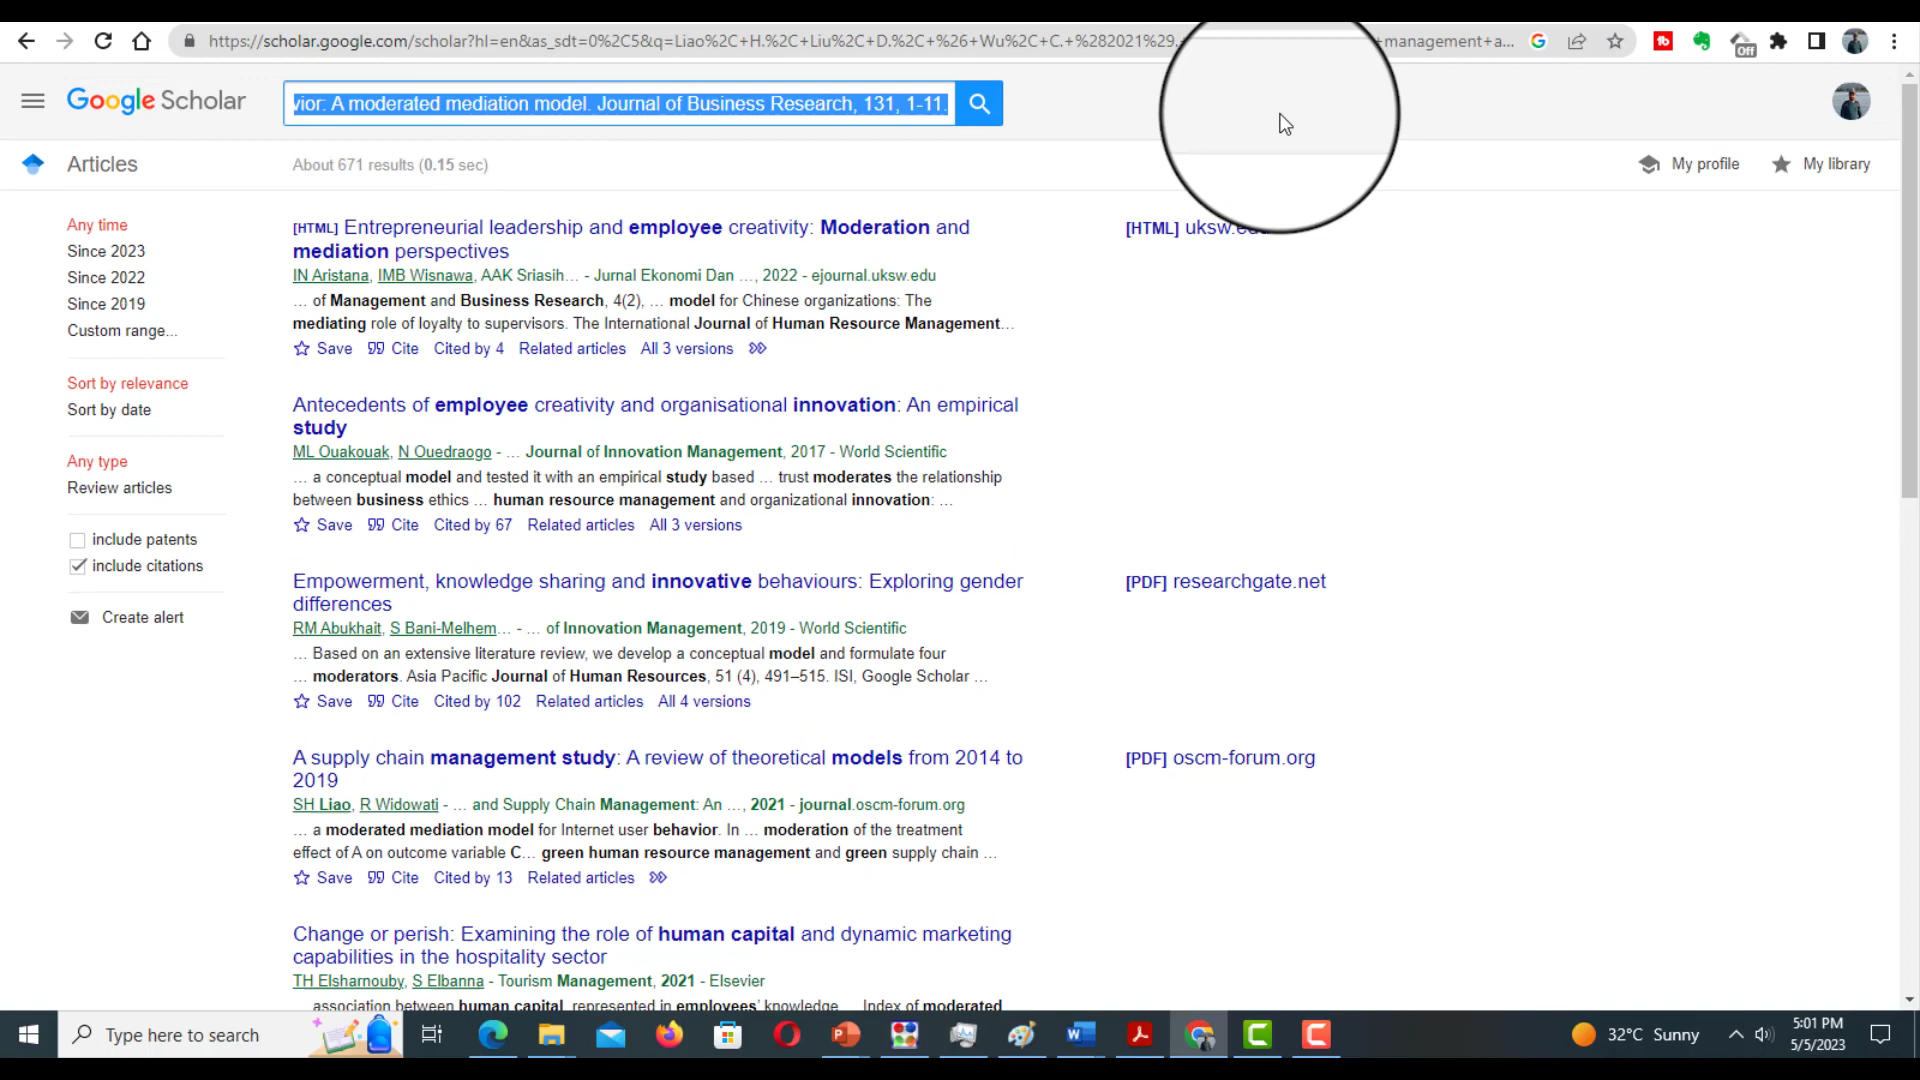 https://scholar.google.com/scholar?hl=en&as_sdt=0%2C5&q=Liao%2C+H.%2C+Liu%2C+D.%2C+%26+Wu%2C+C.+%282021%29. +management+a...
Off
Google Scholar
vior: A moderated mediation model. Journal of Business Research, 131, 1-11.
Articles
About 671 results (0.15 sec)
My profile
My library
Any time
Since 2023
Since 2022
Since 2019
Custom range...
Sort by relevance
Sort by date
Any type
Review articles
include patents
include citations
Create alert
[HTML] Entrepreneurial leadership and employee creativity: Moderation and
mediation perspectives
IN Aristana, IMB Wisnawa, AAK Sriasih… - Jurnal Ekonomi Dan …, 2022 - ejournal.uksw.edu
… of Management and Business Research, 4(2), … model for Chinese organizations: The
mediating role of loyalty to supervisors. The International Journal of Human Resource Management…
Save Cite Cited by 4 Related articles All 3 versions
[HTML] uksw.edu
Antecedents of employee creativity and organisational innovation: An empirical
study
ML Ouakouak, N Ouedraogo - … Journal of Innovation Management, 2017 - World Scientific
… a conceptual model and tested it with an empirical study based … trust moderates the relationship
between business ethics … human resource management and organizational innovation: …
Save Cite Cited by 67 Related articles All 3 versions
Empowerment, knowledge sharing and innovative behaviours: Exploring gender
differences
RM Abukhait, S Bani-Melhem… - … of Innovation Management, 2019 - World Scientific
… Based on an extensive literature review, we develop a conceptual model and formulate four
… moderators. Asia Pacific Journal of Human Resources, 51 (4), 491–515. ISI, Google Scholar …
Save Cite Cited by 102 Related articles All 4 versions
[PDF] researchgate.net
A supply chain management study: A review of theoretical models from 2014 to
2019
SH Liao, R Widowati - … and Supply Chain Management: An …, 2021 - journal.oscm-forum.org
… a moderated mediation model for Internet user behavior. In … moderation of the treatment
effect of A on outcome variable C… green human resource management and green supply chain …
Save Cite Cited by 13 Related articles
[PDF] oscm-forum.org
Change or perish: Examining the role of human capital and dynamic marketing
capabilities in the hospitality sector
TH Elsharnouby, S Elbanna - Tourism Management, 2021 - Elsevier
association between human capital, represented in employees' knowledge … Index of moderated
Type here to search
32°C Sunny
5:01 PM
5/5/2023